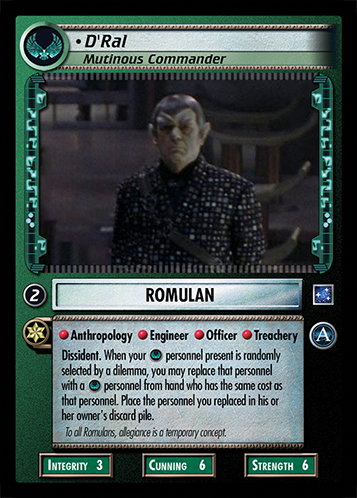 • D'Ral
Mutinous Commander
2
ROMULAN
Anthropology Engineer Officer Treachery
A
Dissident. When your personnel present is randomly
selected by a dilemma, you may replace that personnel
with a personnel from hand who has the same cost as
that personnel. Place the personnel you replaced in his or
her owner's discard pile.
To all Romulans, allegiance is a temporary concept.
INTEGRITY 3 CUNNING 6 STRENGTH 6